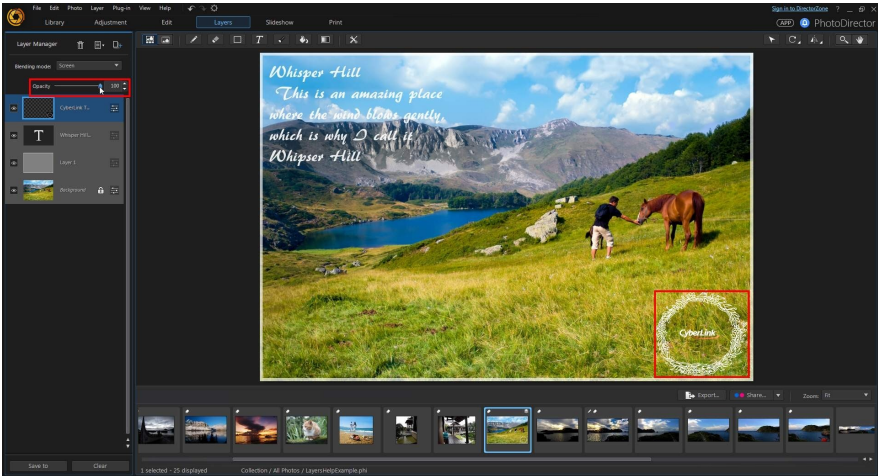 File Edit Photo Layer Plug-in View Help
Sign in to DirectorZone ?
Library Adjustment Edit Layers Slideshow Print
APP PhotoDirector
Layer Manager
Blending mode: Screen
Opacity 100
CyberLink T...
T Whisper Hill...
Layer 1
Background
Whisper Hill
This is an amazing place
where the wind blows gently,
which is why I call it
Whipser Hill
CyberLink
Export... Share... Zoom: Fit
Save to Clear
1 selected - 25 displayed Collection / All Photos / LayersHelpExample.phi